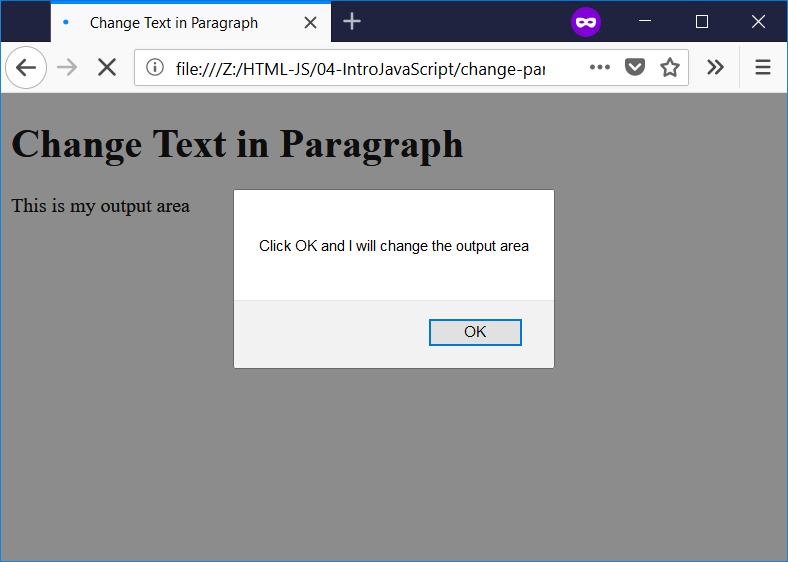 Change Text in Paragraph
file:///Z:/HTML-JS/04-IntroJavaScript/change-par
Change Text in Paragraph
This is my output area
Click OK and I will change the output area
OK